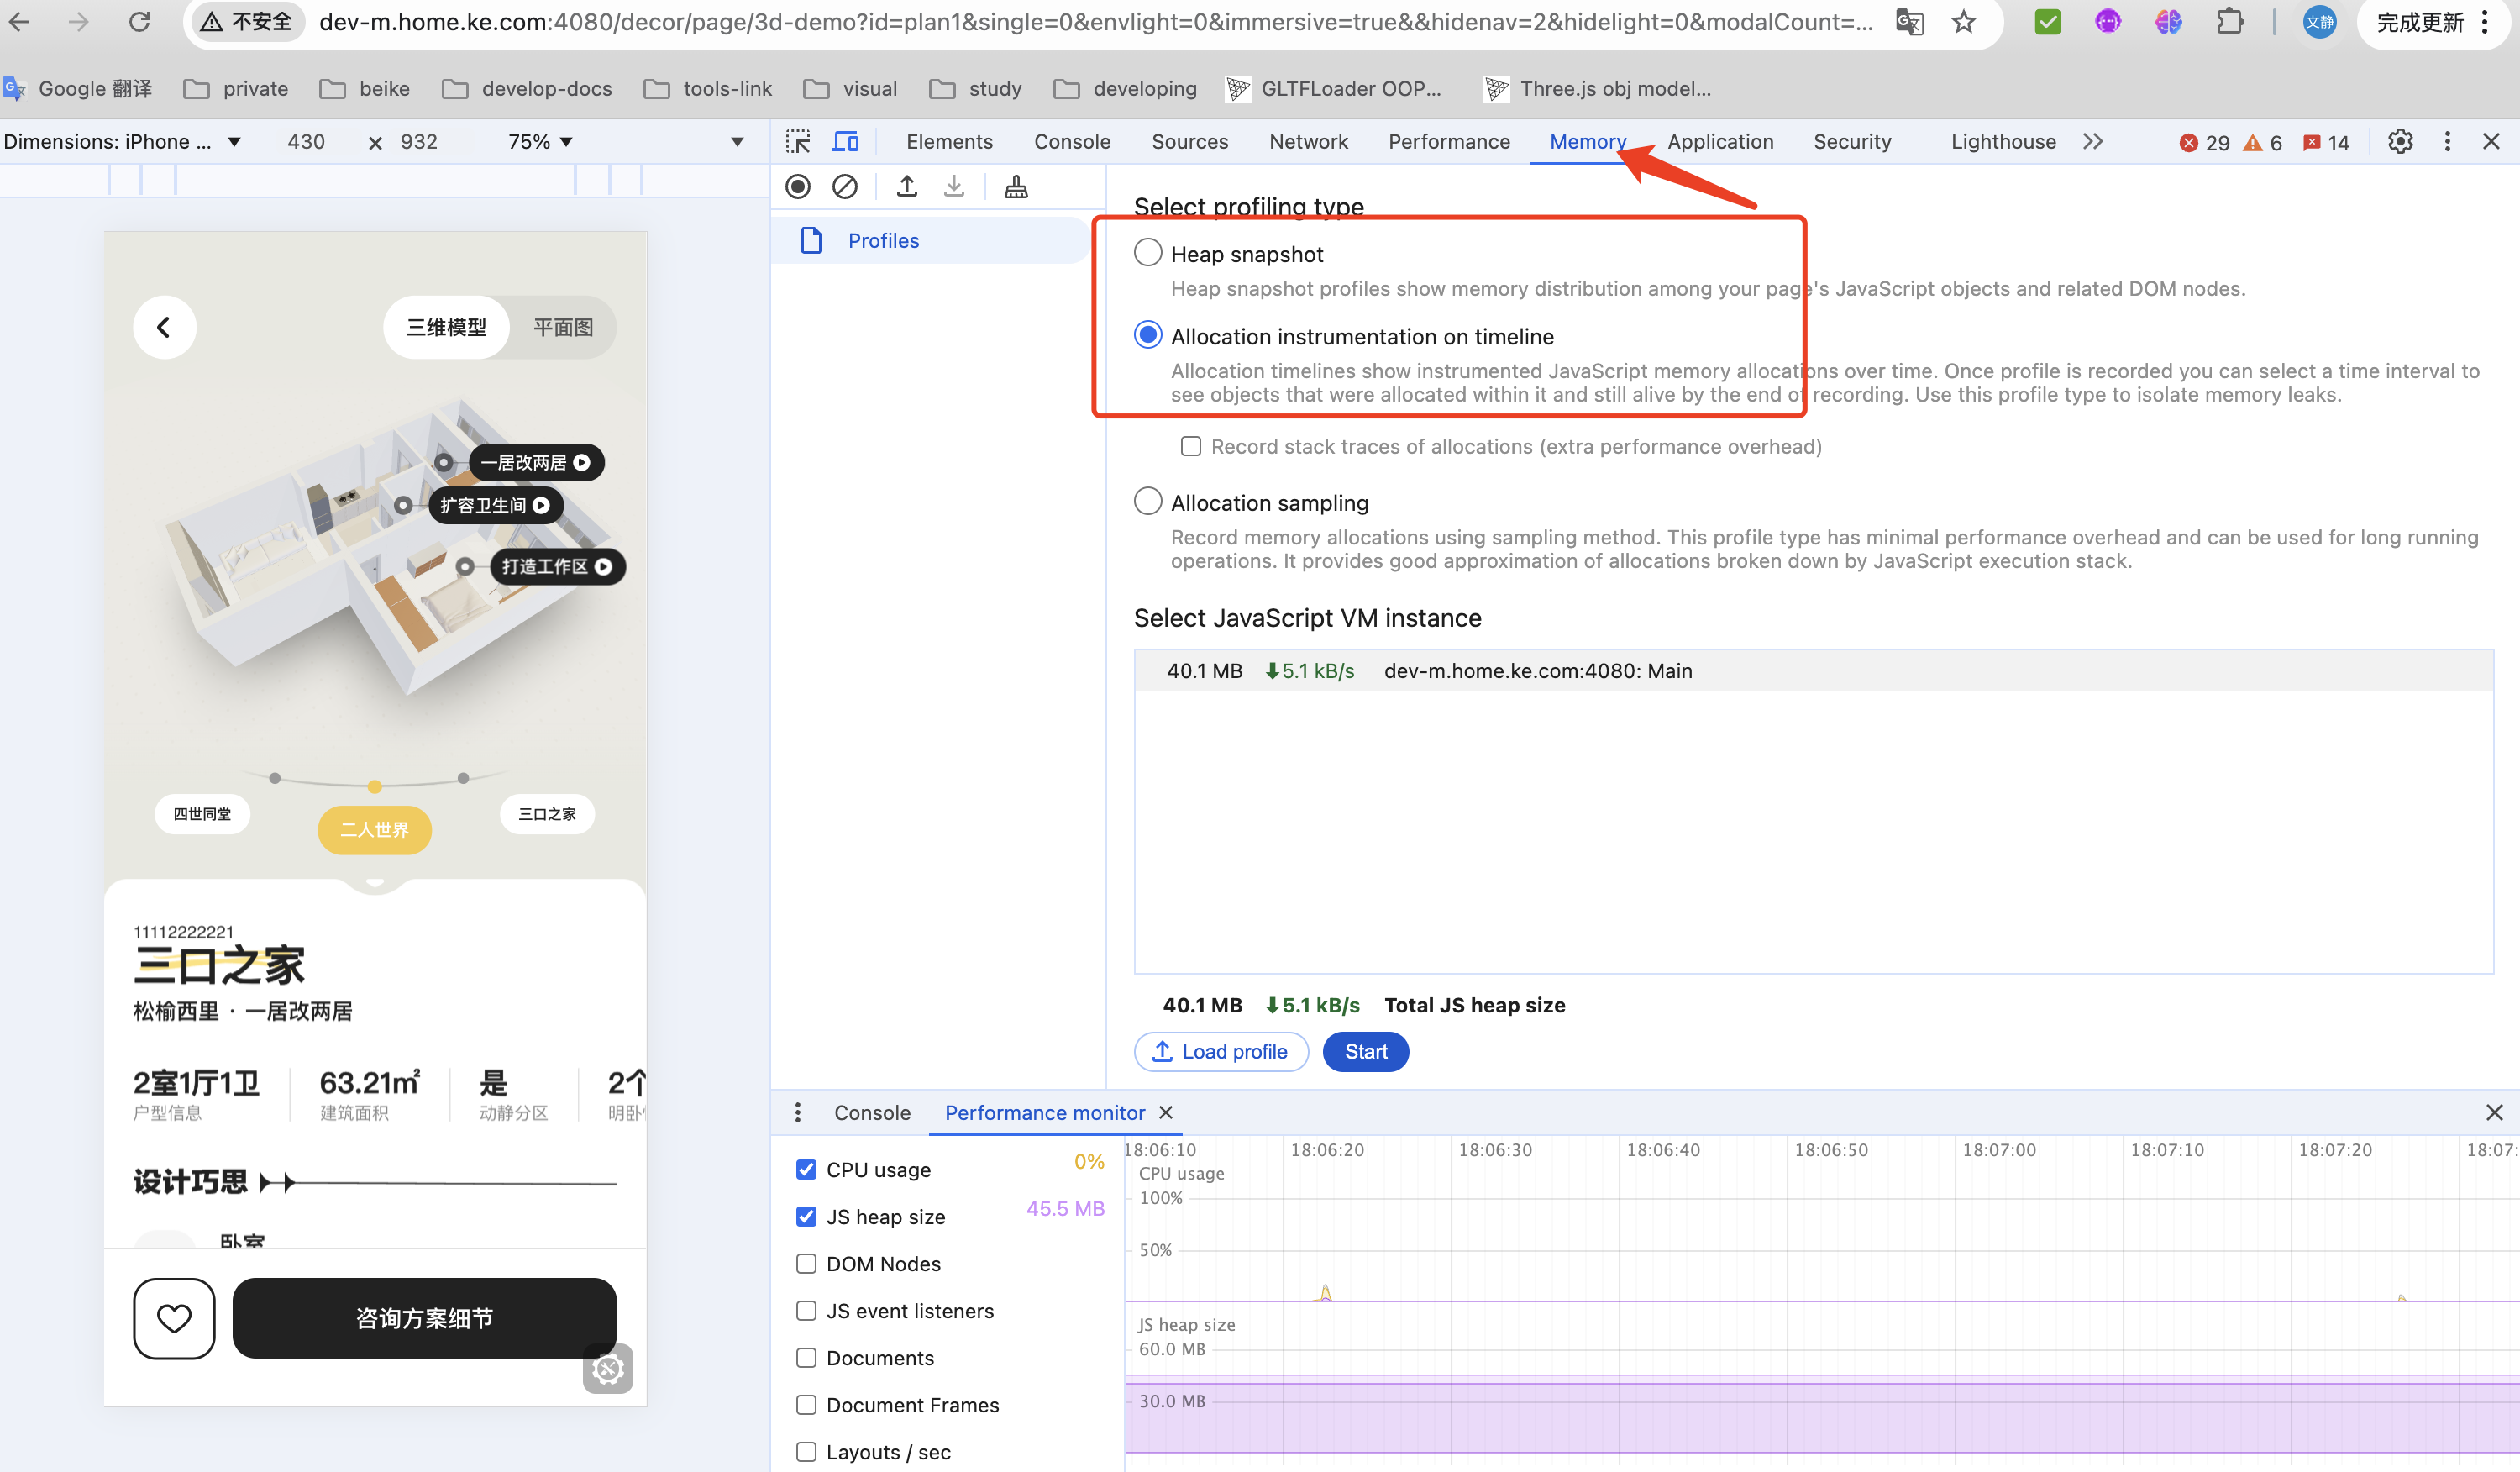 不安全
dev-m.home.ke.com:4080/decor/page/3d-demo?id=plan1&single=0&envlight=0&immersive=true&&hidenav=2&hidelight=0&modalCount=...
文静
完成更新
Google 翻译
private
beike
develop-docs
tools-link
visual
study
developing
GLTFLoader OOP...
Three.js obj model...
Dimensions: iPhone ...
430
×
932
75%
Elements
Console
Sources
Network
Performance
Memory
Application
Security
Lighthouse
29
6
14
Profiles
Select profiling type
Heap snapshot
Heap snapshot profiles show memory distribution among your page's JavaScript objects and related DOM nodes.
Allocation instrumentation on timeline
Allocation timelines show instrumented JavaScript memory allocations over time. Once profile is recorded you can select a time interval to
see objects that were allocated within it and still alive by the end of recording. Use this profile type to isolate memory leaks.
Record stack traces of allocations (extra performance overhead)
Allocation sampling
Record memory allocations using sampling method. This profile type has minimal performance overhead and can be used for long running
operations. It provides good approximation of allocations broken down by JavaScript execution stack.
Select JavaScript VM instance
40.1 MB 5.1 kB/s dev-m.home.ke.com:4080: Main
40.1 MB 5.1 kB/s Total JS heap size
Load profile
Start
三维模型
平面图
一居改两居
扩容卫生间
打造工作区
四世同堂
二人世界
三口之家
11112222221
三口之家
松榆西里 · 一居改两居
2室1厅1卫
户型信息
63.21㎡
建筑面积
是
动静分区
2个
明卧
设计巧思
卧室
咨询方案细节
Console
Performance monitor
CPU usage
0%
JS heap size
45.5 MB
DOM Nodes
JS event listeners
Documents
Document Frames
Layouts / sec
18:06:10
18:06:20
18:06:30
18:06:40
18:06:50
18:07:00
18:07:10
18:07:20
18:07:
CPU usage
100%
50%
JS heap size
60.0 MB
30.0 MB